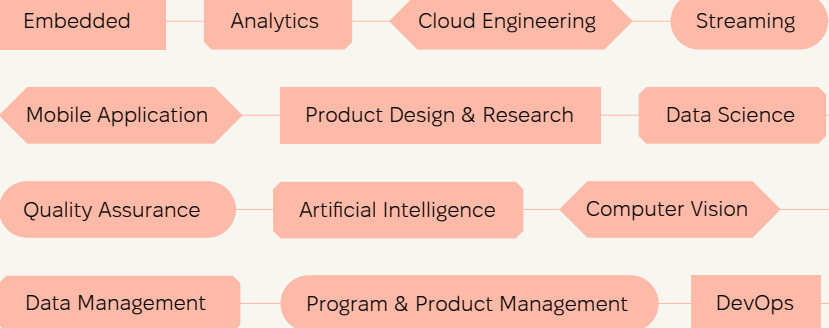 Embedded Analytics Cloud Engineering Streaming
Mobile Application Product Design & Research Data Science
Quality Assurance Artificial Intelligence Computer Vision
Data Management Program & Product Management DevOps